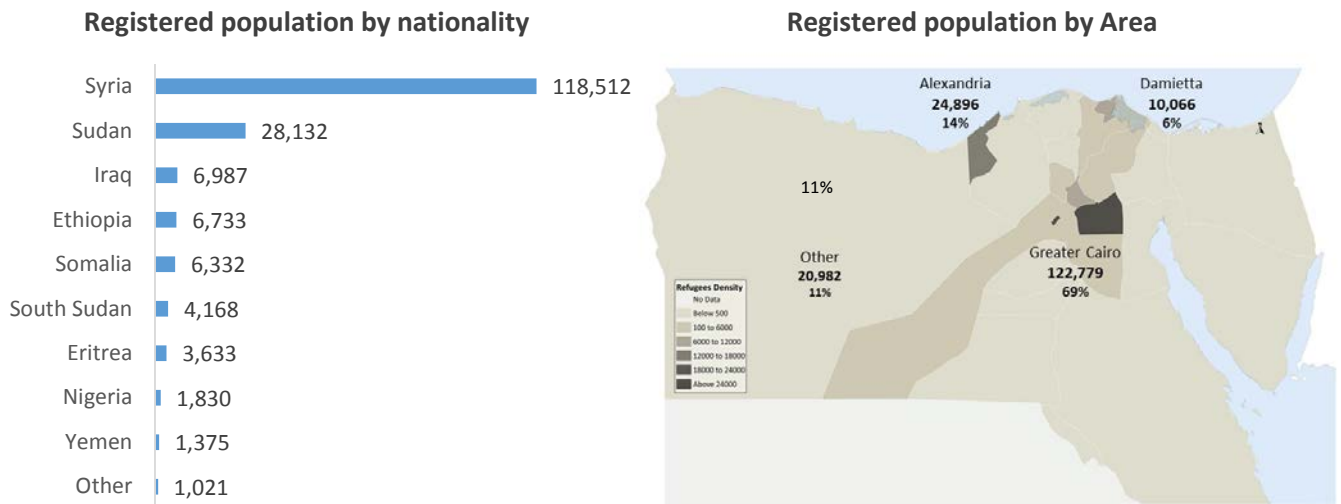 Registered population by nationality
Syria 118,512
Sudan 28,132
Iraq 6,987
Ethiopia 6,733
Somalia 6,332
South Sudan 4,168
Eritrea 3,633
Nigeria 1,830
Yemen 1,375
Other 1,021
Registered population by Area
Alexandria
24,896
14%
Damietta
10,066
6%
11%
Other
20,982
11%
Greater Cairo
122,779
69%
Refugees Density
No Data
Below 500
100 to 6000
6000 to 12000
12000 to 18000
18000 to 24000
Above 24000